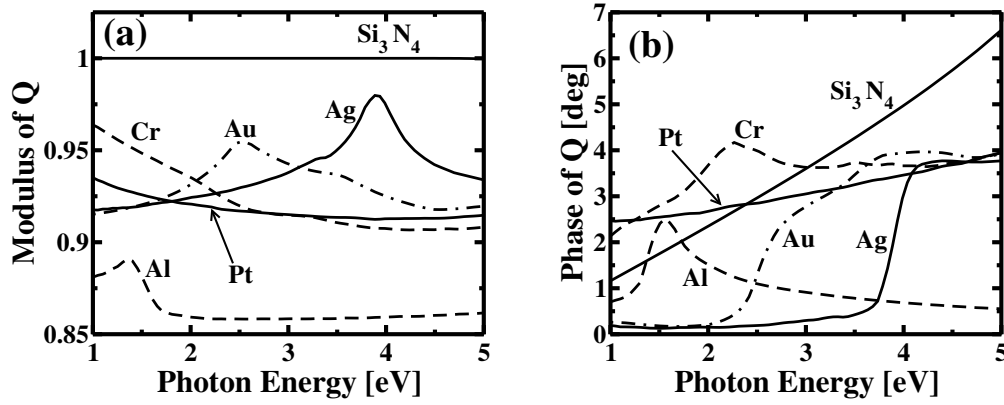 (a)
Si3N4
1
0.95
0.9
0.85
Modulus of Q
Cr
Au
Ag
Al
Pt
1 2 3 4 5
Photon Energy [eV]
(b)
7
6
5
4
3
2
1
0
Phase of Q [deg]
Si3N4
Pt
Cr
Al
Au
Ag
1 2 3 4 5
Photon Energy [eV]